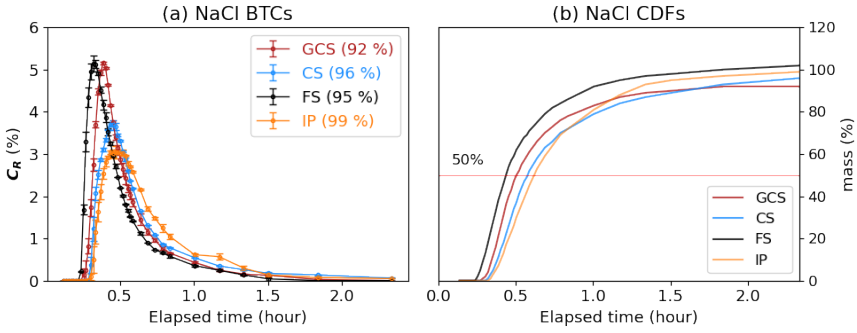 (a) NaCl BTCs
6
5
4
3
2
1
0
C_R (%)
GCS (92 %)
CS (96 %)
FS (95 %)
IP (99 %)
0.5
1.0
1.5
2.0
Elapsed time (hour)
(b) NaCl CDFs
50%
GCS
CS
FS
IP
0.0
0.5
1.0
1.5
2.0
Elapsed time (hour)
120
100
80
60
40
20
0
mass (%)